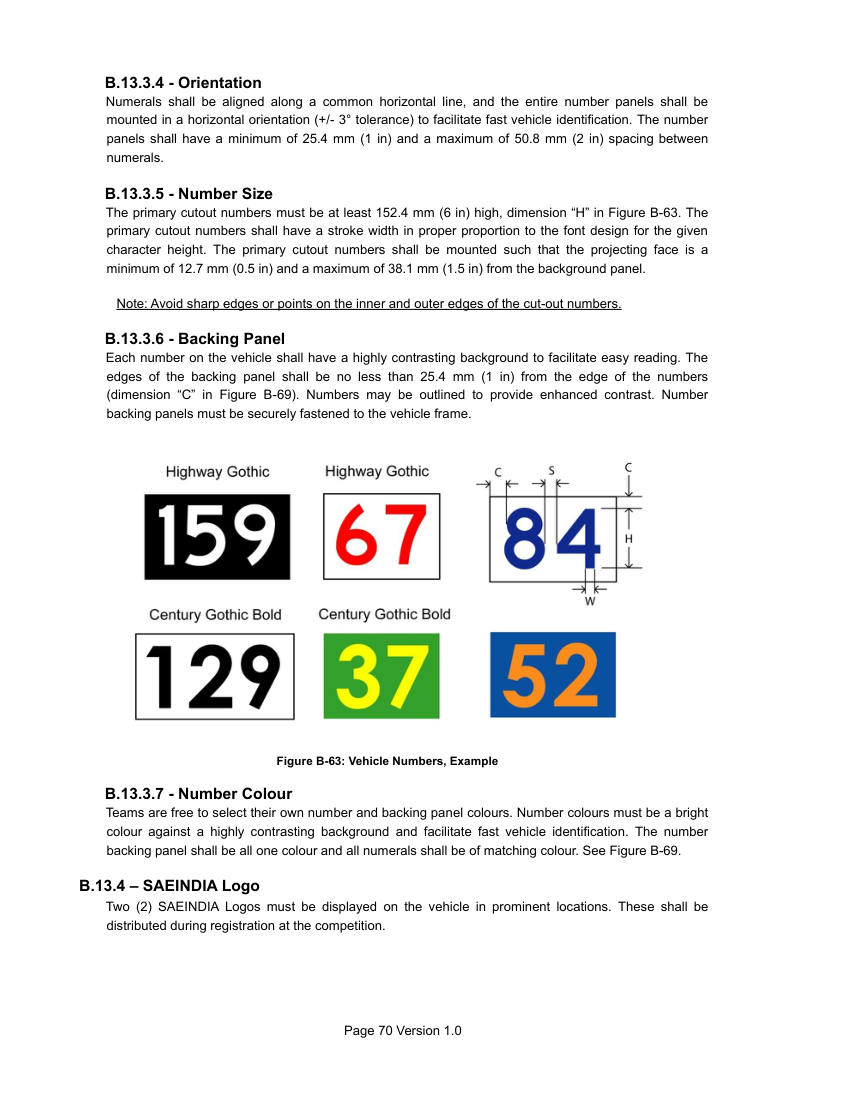 B.13.3.4 - Orientation
Numerals shall be aligned along a common horizontal line, and the entire number panels shall be
mounted in a horizontal orientation (+/- 3° tolerance) to facilitate fast vehicle identification. The number
panels shall have a minimum of 25.4 mm (1 in) and a maximum of 50.8 mm (2 in) spacing between
numerals.
B.13.3.5 - Number Size
The primary cutout numbers must be at least 152.4 mm (6 in) high, dimension “H” in Figure B-63. The
primary cutout numbers shall have a stroke width in proper proportion to the font design for the given
character height. The primary cutout numbers shall be mounted such that the projecting face is a
minimum of 12.7 mm (0.5 in) and a maximum of 38.1 mm (1.5 in) from the background panel.
Note: Avoid sharp edges or points on the inner and outer edges of the cut-out numbers.
B.13.3.6 - Backing Panel
Each number on the vehicle shall have a highly contrasting background to facilitate easy reading. The
edges of the backing panel shall be no less than 25.4 mm (1 in) from the edge of the numbers
(dimension “C” in Figure B-69). Numbers may be outlined to provide enhanced contrast. Number
backing panels must be securely fastened to the vehicle frame.
Highway Gothic
Highway Gothic
C
S
C
159
67
84
H
W
Century Gothic Bold
Century Gothic Bold
129
37
52
Figure B-63: Vehicle Numbers, Example
B.13.3.7 - Number Colour
Teams are free to select their own number and backing panel colours. Number colours must be a bright
colour against a highly contrasting background and facilitate fast vehicle identification. The number
backing panel shall be all one colour and all numerals shall be of matching colour. See Figure B-69.
B.13.4 – SAEINDIA Logo
Two (2) SAEINDIA Logos must be displayed on the vehicle in prominent locations. These shall be
distributed during registration at the competition.
Page 70 Version 1.0